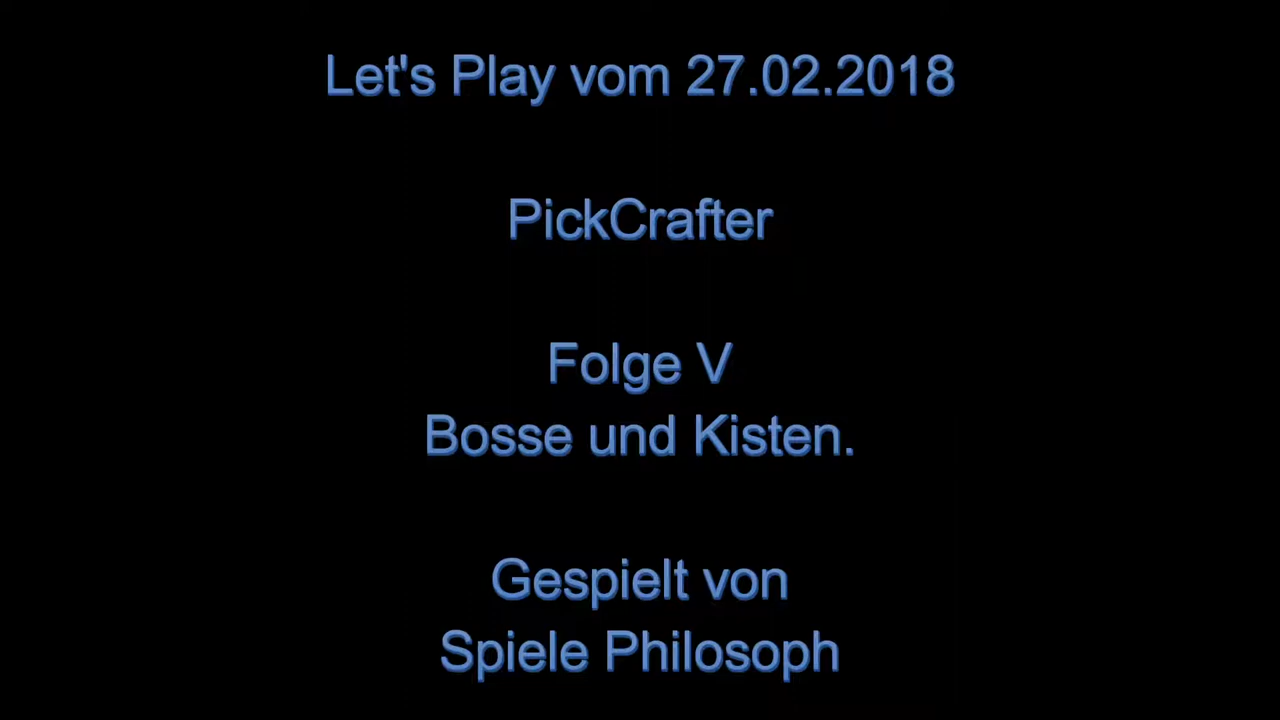 Let's Play vom 27.02.2018
PickCrafter
Folge V
Bosse und Kisten.
Gespielt von
Spiele Philosoph